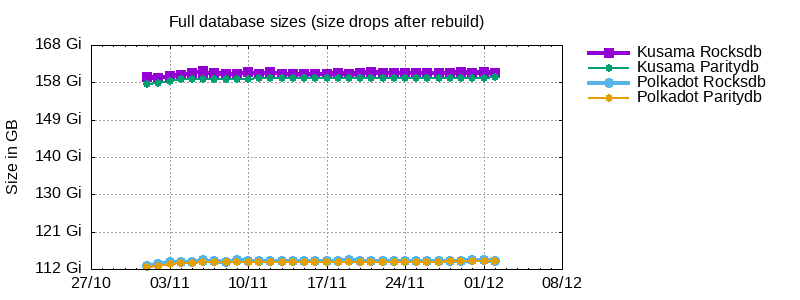 Full database sizes (size drops after rebuild)
168 Gi
158 Gi
149 Gi
140 Gi
130 Gi
121 Gi
112 Gi
Size in GB
27/10 03/11 10/11 17/11 24/11 01/12 08/12
Kusama Rocksdb
Kusama Paritydb
Polkadot Rocksdb
Polkadot Paritydb